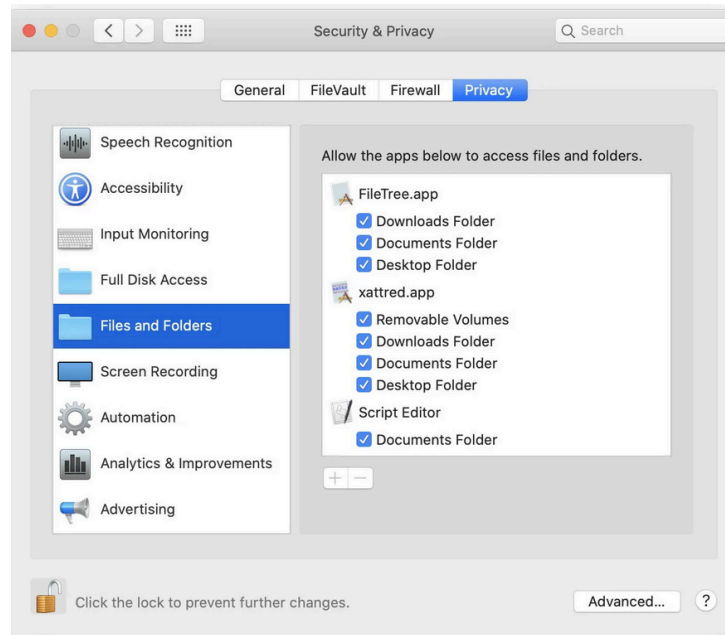 Security & Privacy
Search
General
FileVault
Firewall
Privacy
Speech Recognition
Accessibility
Input Monitoring
Full Disk Access
Files and Folders
Screen Recording
Automation
Analytics & Improvements
Advertising
Allow the apps below to access files and folders.
FileTree.app
Downloads Folder
Documents Folder
Desktop Folder
xattred.app
Removable Volumes
Downloads Folder
Documents Folder
Desktop Folder
Script Editor
Documents Folder
+ −
Click the lock to prevent further changes.
Advanced...
?